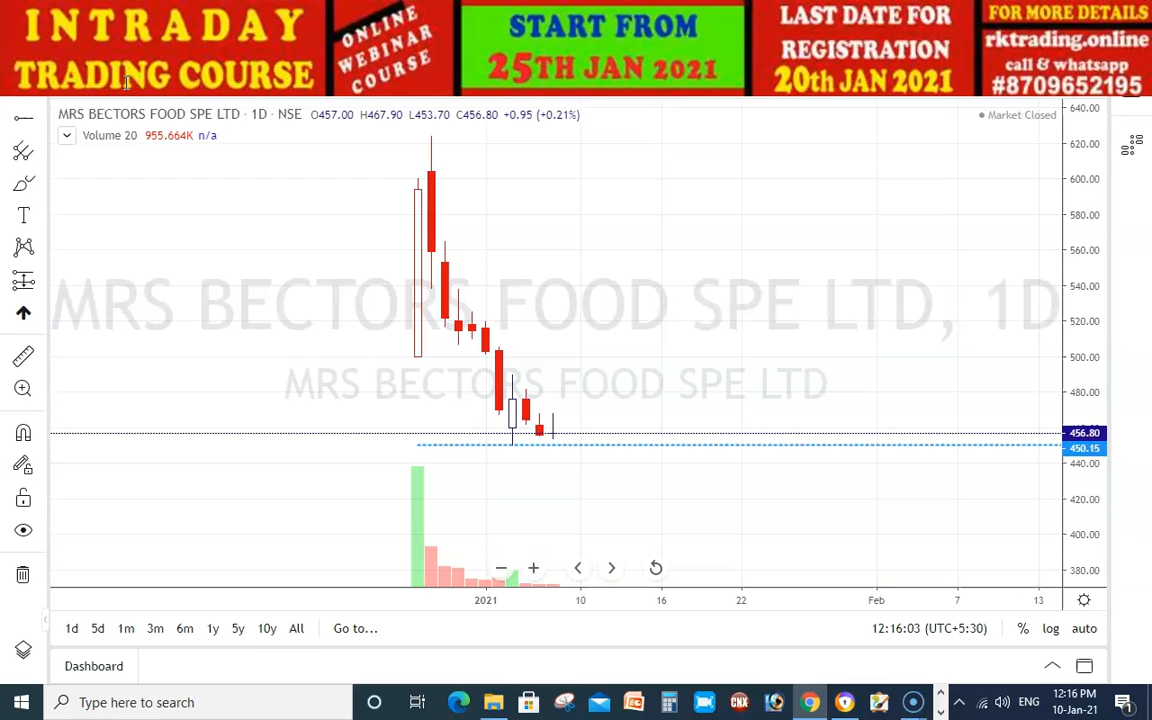 INTRADAY
TRADING COURSE
ONLINE
WEBINAR
COURSE
START FROM
25TH JAN 2021
LAST DATE FOR
REGISTRATION
20th JAN 2021
FOR MORE DETAILS
rktrading.online
call & whatsapp
#8709652195
MRS BECTORS FOOD SPE LTD · 1D · NSE O457.00 H467.90 L453.70 C456.80 +0.95 (+0.21%)
Market Closed
Volume 20 955.664K n/a
MRS BECTORS FOOD SPE LTD, 1D
MRS BECTORS FOOD SPE LTD
640.00
620.00
600.00
580.00
560.00
540.00
520.00
500.00
480.00
456.80
450.15
440.00
420.00
400.00
380.00
2021 10 16 22 Feb 7 13
1d 5d 1m 3m 6m 1y 5y 10y All Go to... 12:16:03 (UTC+5:30) % log auto
Dashboard
Type here to search
CNX
ENG
12:16 PM
10-Jan-21
1